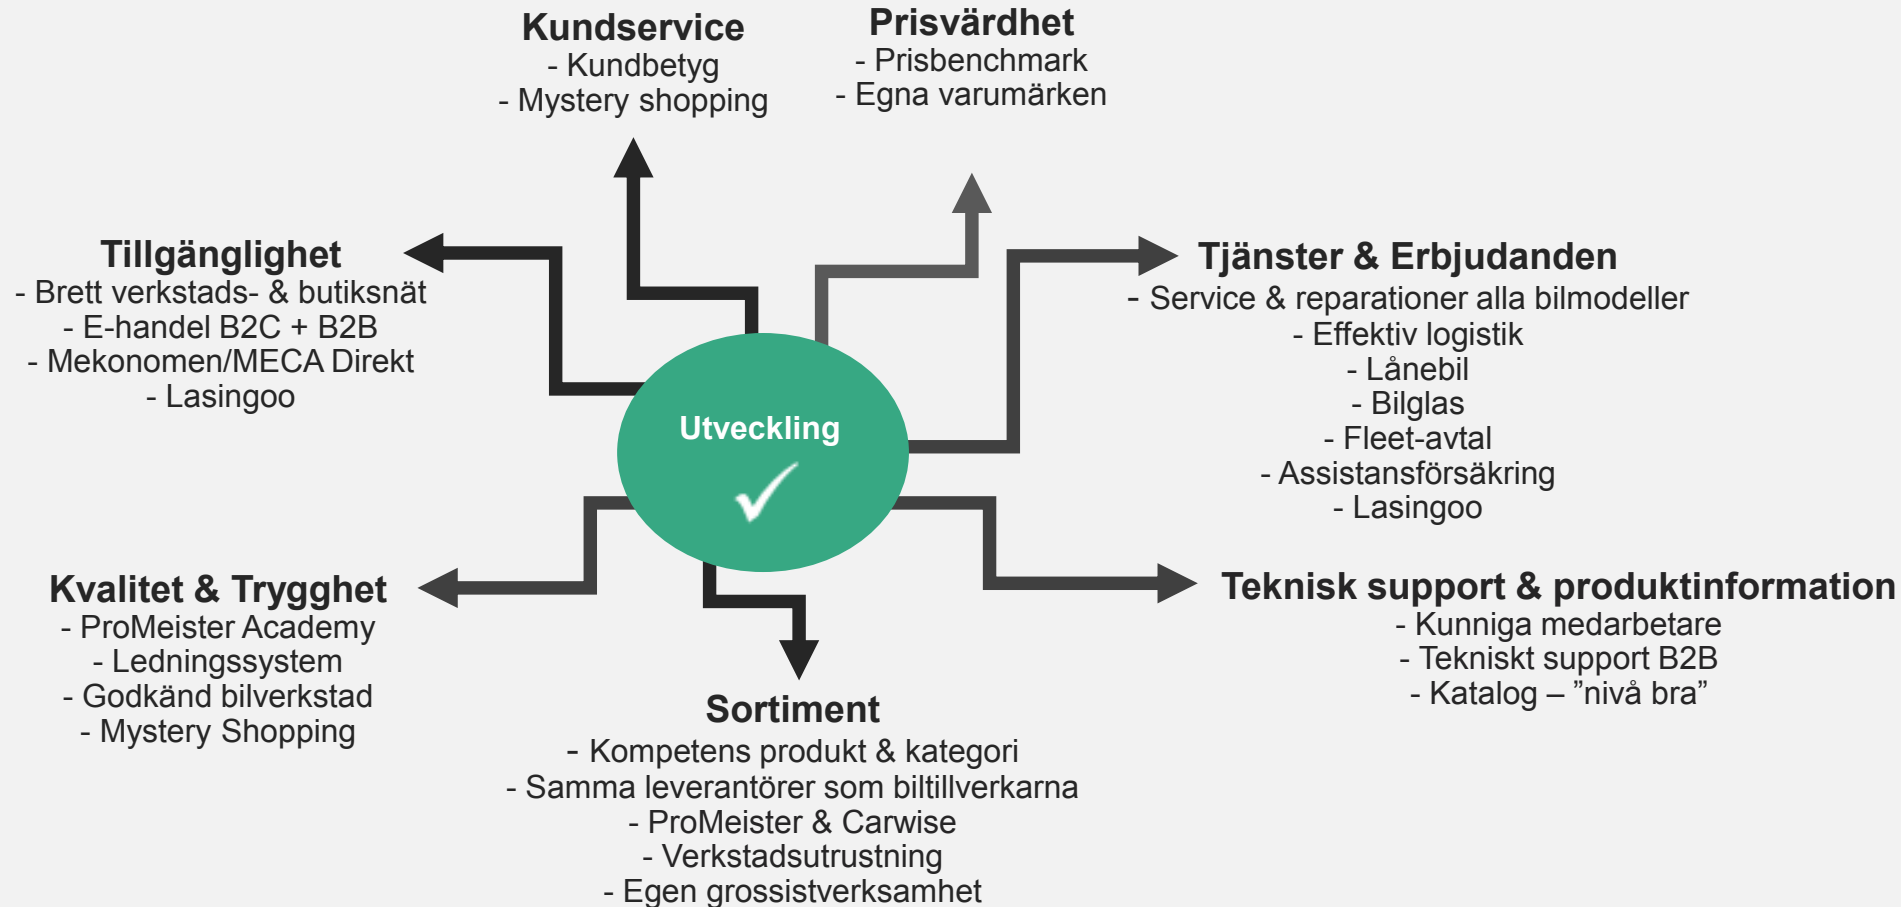 Kundservice
- Kundbetyg
- Mystery shopping
Prisvärdhet
- Prisbenchmark
- Egna varumärken
Tillgänglighet
- Brett verkstads- & butiksnät
- E-handel B2C + B2B
- Mekonomen/MECA Direkt
- Lasingoo
Tjänster & Erbjudanden
- Service & reparationer alla bilmodeller
- Effektiv logistik
- Lånebil
- Bilglas
- Fleet-avtal
- Assistansförsäkring
- Lasingoo
Utveckling
Kvalitet & Trygghet
- ProMeister Academy
- Ledningssystem
- Godkänd bilverkstad
- Mystery Shopping
Teknisk support & produktinformation
- Kunniga medarbetare
- Tekniskt support B2B
- Katalog – ”nivå bra”
Sortiment
- Kompetens produkt & kategori
- Samma leverantörer som biltillverkarna
- ProMeister & Carwise
- Verkstadsutrustning
- Egen grossistverksamhet